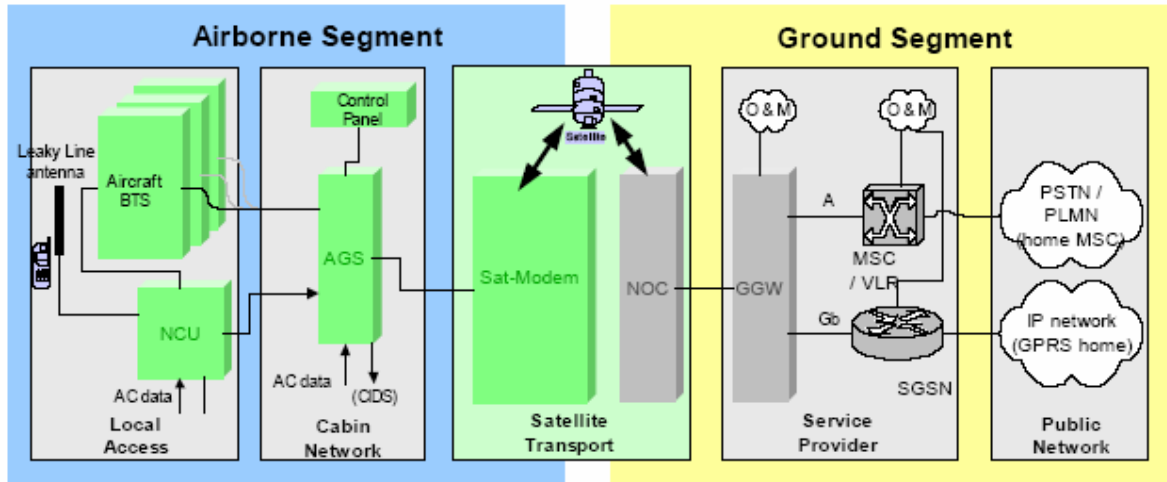 Airborne Segment
Ground Segment
Leaky Line
antenna
Aircraft
BTS
NCU
AC data
Local
Access
Control
Panel
AGS
AC data
(CIDS)
Cabin
Network
Satellite
Sat-Modem
NOC
Satellite
Transport
O & M
O & M
GGW
A
MSC
/ VLR
Gb
SGSN
Service
Provider
PSTN /
PLMN
(home MSC)
IP network
(GPRS home)
Public
Network